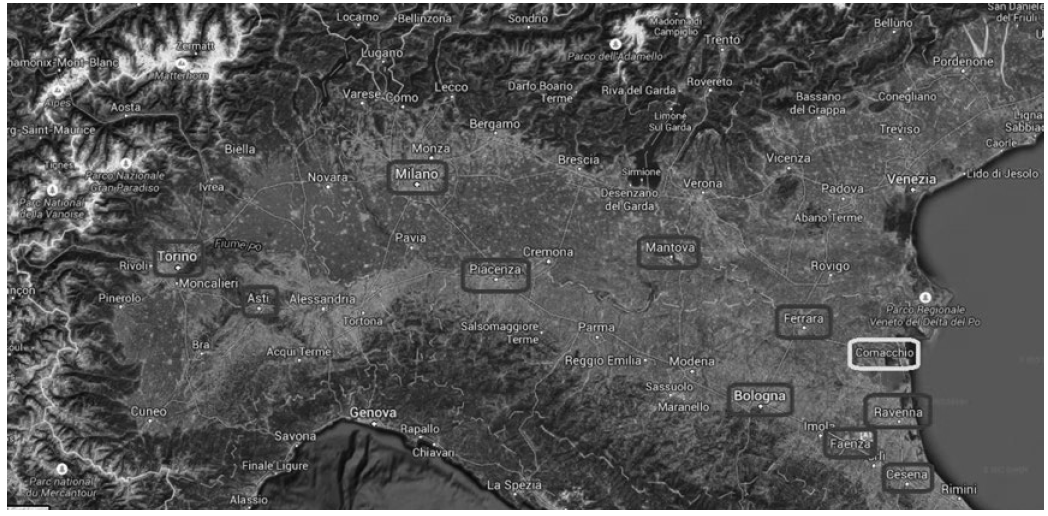 Locarno
Bellinzona
Sondrio
Madonna di
Campiglio
Trento
Belluno
San Daniele
del Friuli
Zermatt
Matterhorn
Chamonix-Mont-Blanc
Alpes
Lugano
Parco dell'Adamello
Pordenone
Aosta
Varese
Como
Lecco
Darfo Boario
Terme
Riva del Garda
Rovereto
Bassano
del Grappa
Conegliano
Limone
Sul Garda
rg-Saint-Maurice
Bergamo
Treviso
Ligna
Sabbia
Caorle
Tignes
Parco Nazionale
Gran Paradiso
Biella
Monza
Brescia
Vicenza
Ivrea
Novara
Milano
Sirmione
Desenzano
del Garda
Verona
Padova
Venezia
Lido di Jesolo
Parc National
de la Vanoise
Abano Terme
Fiume Po
Pavia
Cremona
Mantova
Torino
Rivoli
Piacenza
Rovigo
Moncalieri
Pinerolo
Asti
Alessandria
Tortona
Salsomaggiore
Terme
Parma
Ferrara
Parco Regionale
Veneto del Delta del Po
Bra
Acqui Terme
Reggio Emilia
Modena
Comacchio
Sassuolo
Maranello
Bologna
Cuneo
Genova
Rapallo
Chiavari
Ravenna
Imola
Savona
Faenza
Finale Ligure
Parc national
du Mercantour
La Spezia
Cesena
Alassio
Rimini